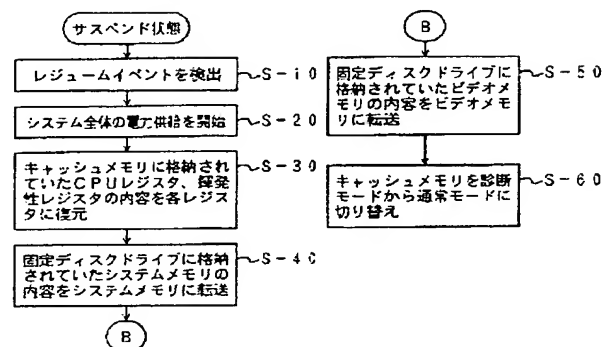 サスペンド状態
レジュームイベントを検出
S-10
システム全体の電力供給を開始
S-20
キャッシュメモリに格納され
ていたCPUレジスタ、揮発
性レジスタの内容を各レジス
タに復元
S-30
固定ディスクドライブに格納
されていたシステムメモリの
内容をシステムメモリに転送
S-40
B
B
固定ディスクドライブに
格納されていたビデオメ
モリの内容をビデオメモ
リに転送
S-50
キャッシュメモリを診断
モードから通常モードに
切り替え
S-60